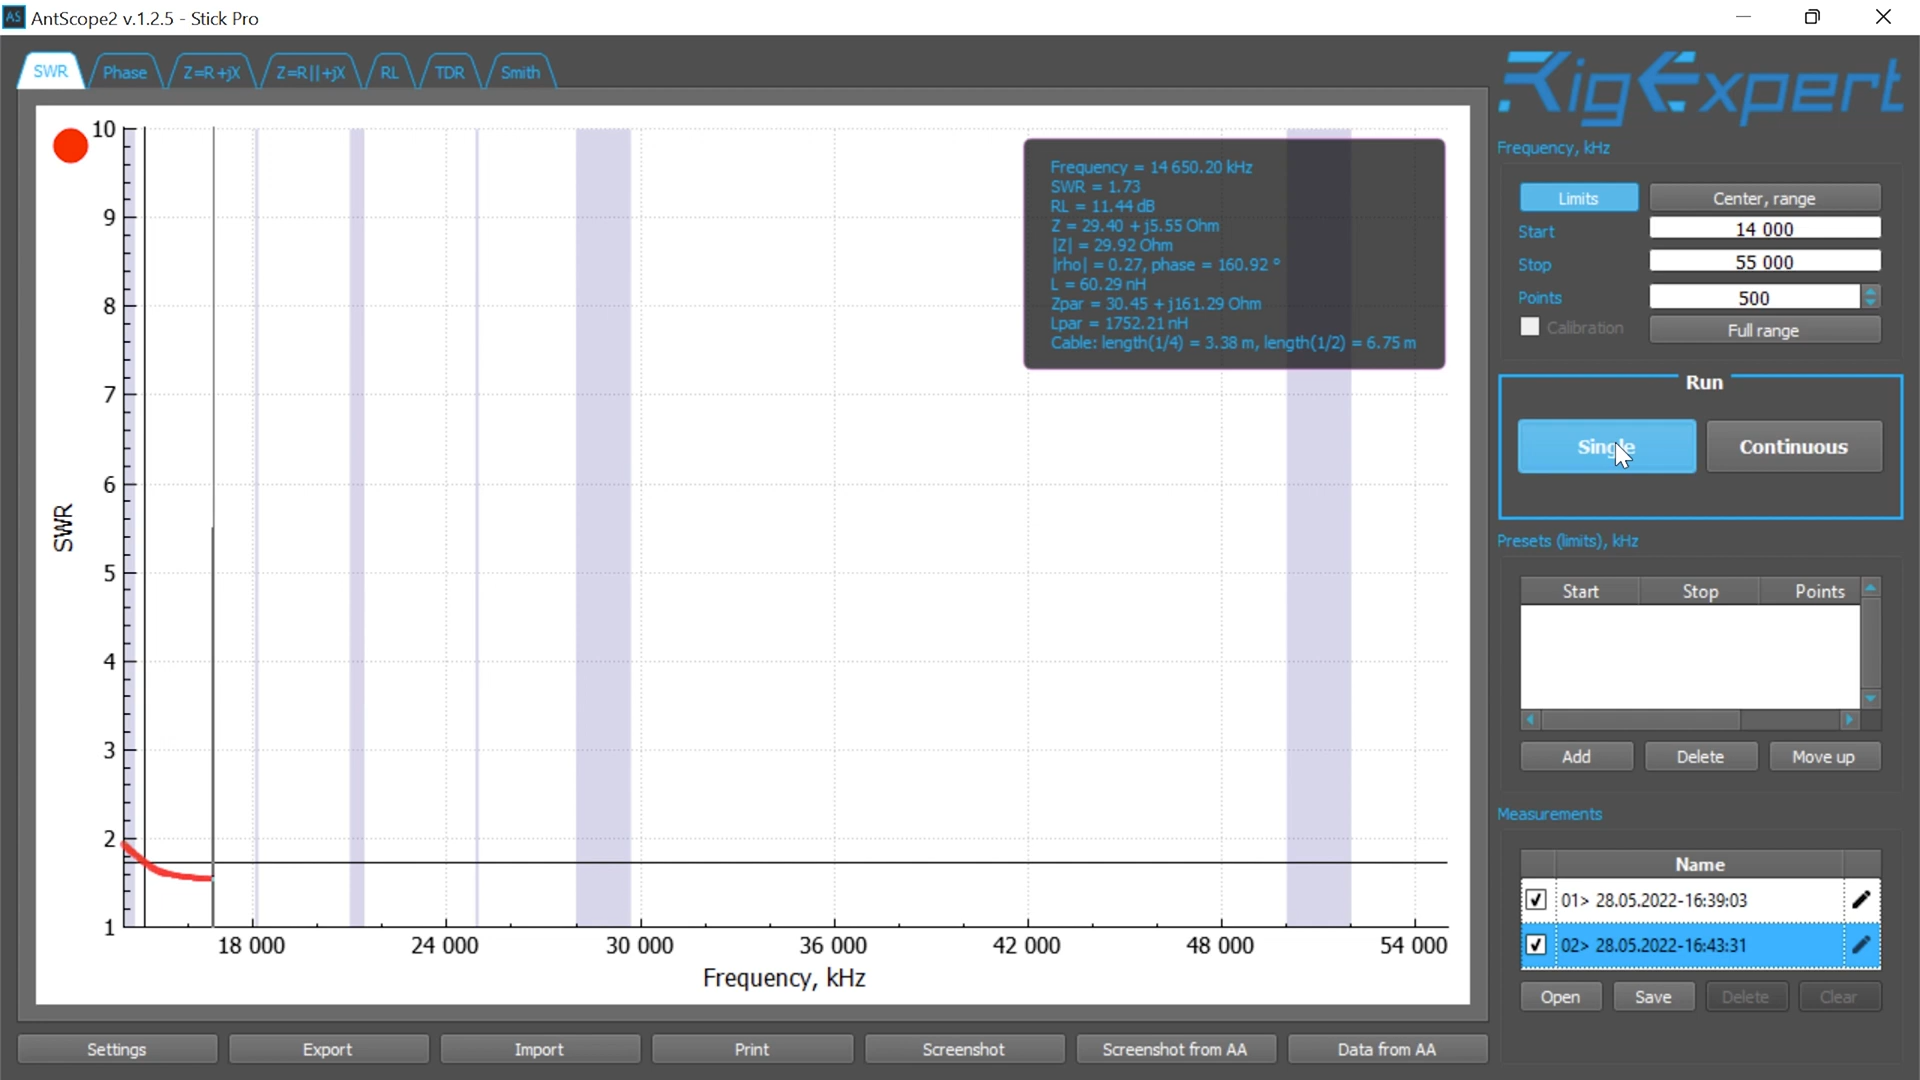 AS AntScope2 v.1.2.5 - Stick Pro
SWR Phase Z=R+jX Z=R||+jX RL TDR Smith
RigExpert
10
9
8
7
6
5
4
3
2
1
SWR
18 000 24 000 30 000 36 000 42 000 48 000 54 000
Frequency, kHz
Frequency = 14 650.20 kHz
SWR = 1.73
RL = 11.44 dB
Z = 29.40 +j5.55 Ohm
|Z| = 29.92 Ohm
|rho| = 0.27, phase = 160.92 °
L = 60.29 nH
Zpar = 30.45 +j161.29 Ohm
Lpar = 1752.21 nH
Cable: length(1/4) = 3.38 m, length(1/2) = 6.75 m
Frequency, kHz
Limits Center, range
Start 14 000
Stop 55 000
Points 500
Calibration Full range
Run
Single Continuous
Presets (limits), kHz
Start Stop Points
Add Delete Move up
Measurements
Name
01> 28.05.2022-16:39:03
02> 28.05.2022-16:43:31
Open Save Delete Clear
Settings Export Import Print Screenshot Screenshot from AA Data from AA